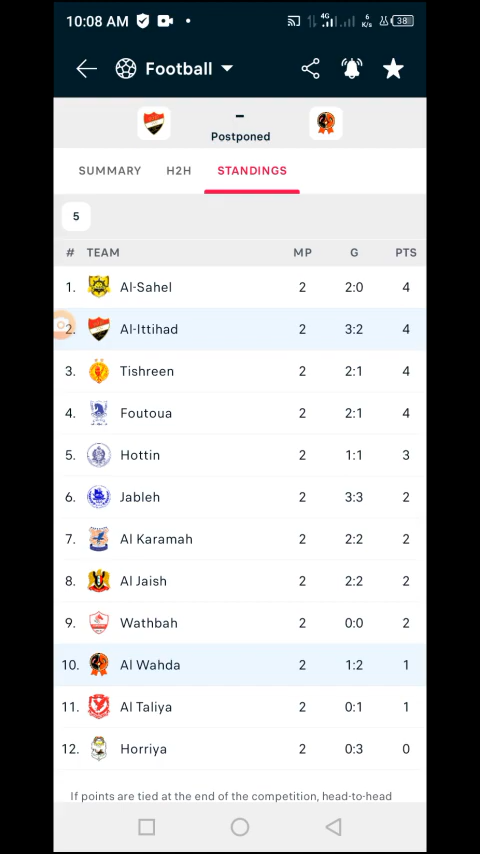 10:08 AM 4G 6 K/s 38
Football
-
Postponed
SUMMARY H2H STANDINGS
5
# TEAM MP G PTS
1. Al-Sahel 2 2:0 4
2. Al-Ittihad 2 3:2 4
3. Tishreen 2 2:1 4
4. Foutoua 2 2:1 4
5. Hottin 2 1:1 3
6. Jableh 2 3:3 2
7. Al Karamah 2 2:2 2
8. Al Jaish 2 2:2 2
9. Wathbah 2 0:0 2
10. Al Wahda 2 1:2 1
11. Al Taliya 2 0:1 1
12. Horriya 2 0:3 0
If points are tied at the end of the competition, head-to-head